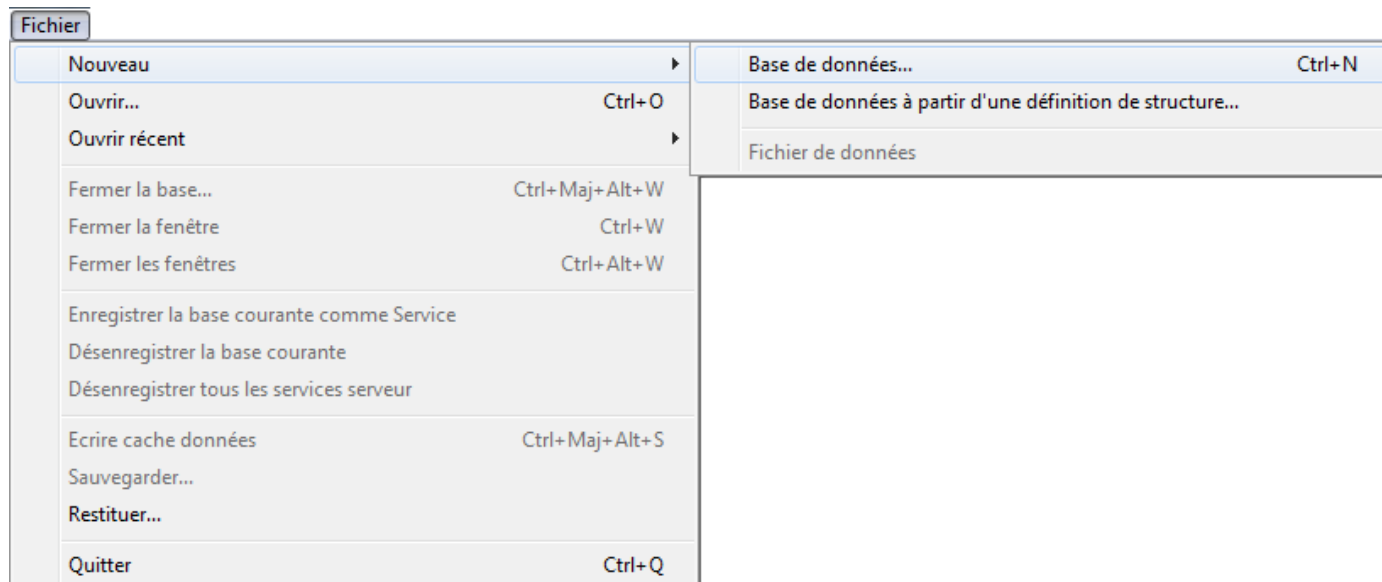 Fichier
Nouveau Base de données... Ctrl+N
Ouvrir... Ctrl+O Base de données à partir d'une définition de structure...
Ouvrir récent Fichier de données
Fermer la base... Ctrl+Maj+Alt+W
Fermer la fenêtre Ctrl+W
Fermer les fenêtres Ctrl+Alt+W
Enregistrer la base courante comme Service
Désenregistrer la base courante
Désenregistrer tous les services serveur
Ecrire cache données Ctrl+Maj+Alt+S
Sauvegarder...
Restituer...
Quitter Ctrl+Q